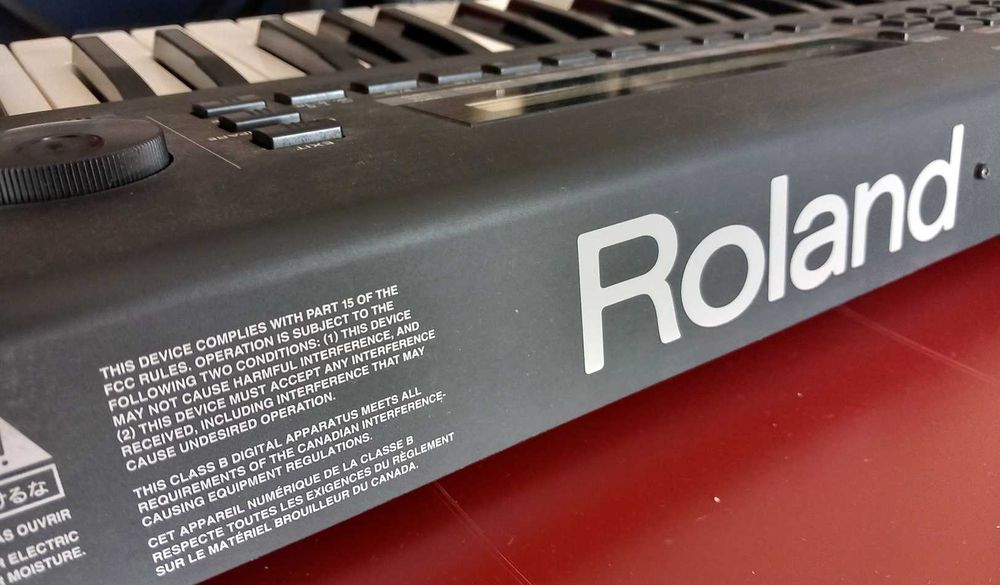 EXIT
Roland
THIS DEVICE COMPLIES WITH PART 15 OF THE
FCC RULES. OPERATION IS SUBJECT TO THE
FOLLOWING TWO CONDITIONS: (1) THIS DEVICE
MAY NOT CAUSE HARMFUL INTERFERENCE, AND
(2) THIS DEVICE MUST ACCEPT ANY INTERFERENCE
RECEIVED, INCLUDING INTERFERENCE THAT MAY
CAUSE UNDESIRED OPERATION.
THIS CLASS B DIGITAL APPARATUS MEETS ALL
REQUIREMENTS OF THE CANADIAN INTERFERENCE-
CAUSING EQUIPMENT REGULATIONS.
CET APPAREIL NUMÉRIQUE DE LA CLASSE B
RESPECTE TOUTES LES EXIGENCES DU RÈGLEMENT
SUR LE MATÉRIEL BROUILLEUR DU CANADA.
けるな
AS OUVRIR
ELECTRIC
MOISTURE.